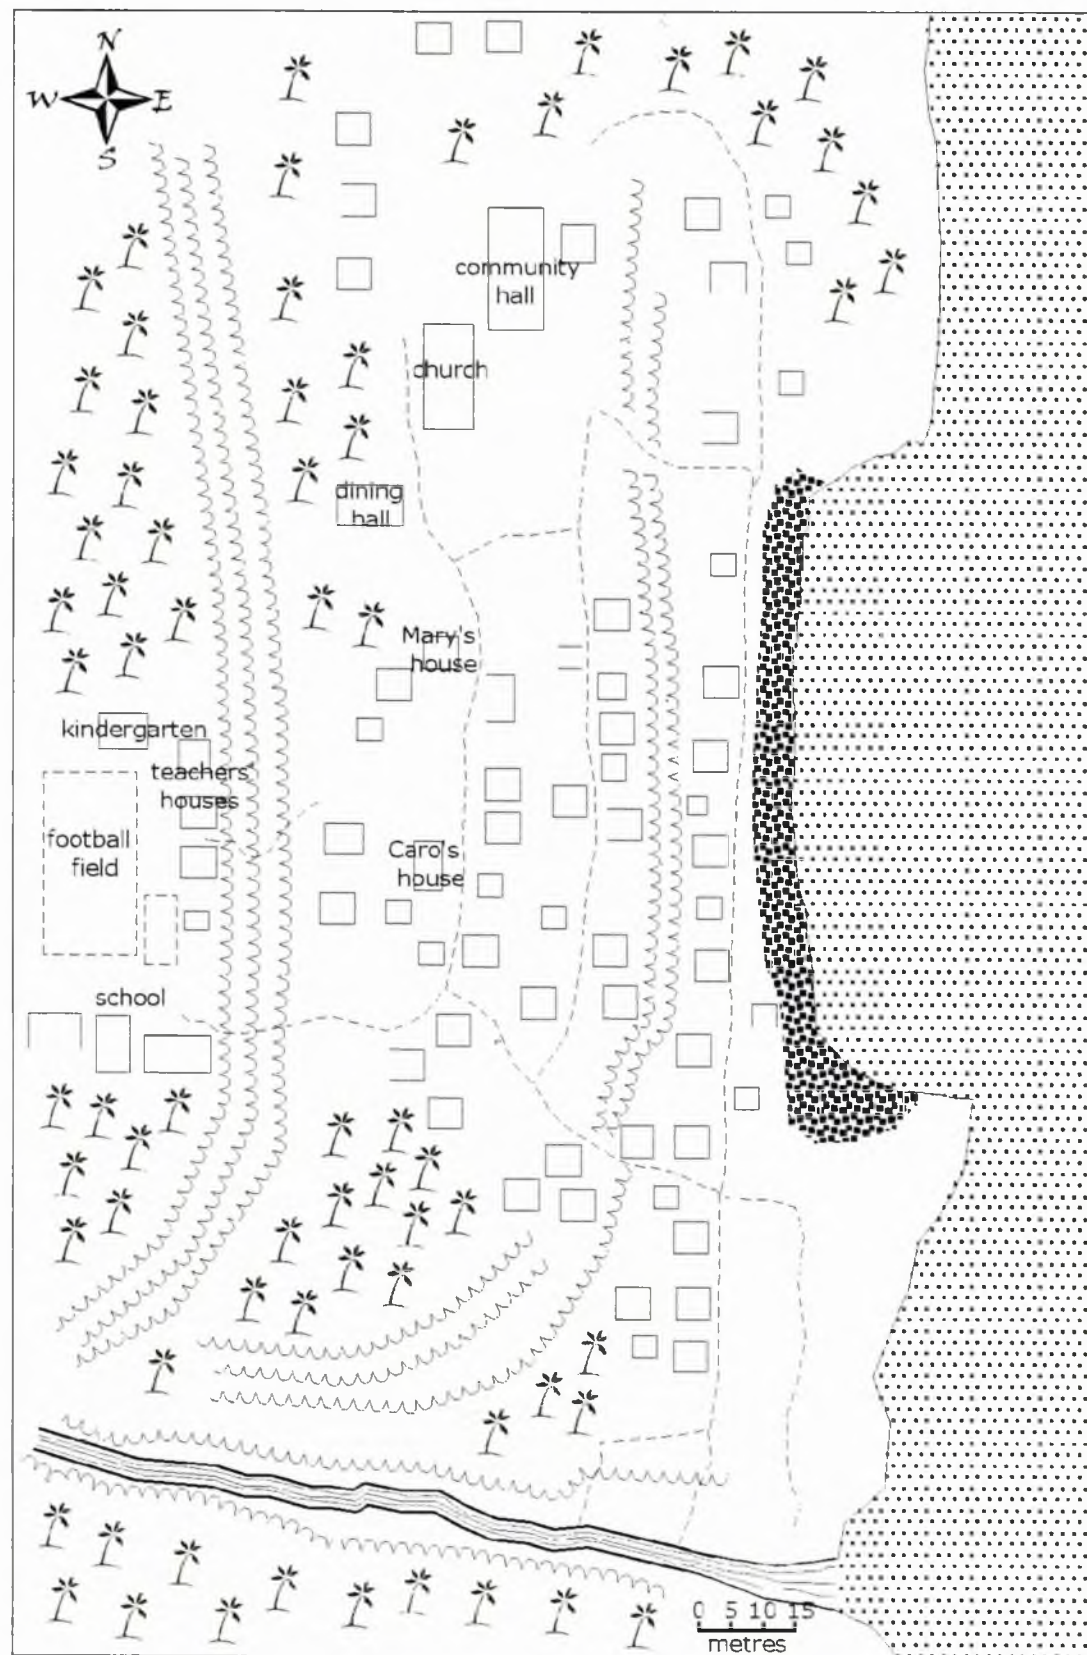 N
W E
S
community
hall
church
dining
hall
Mary's
house
kindergarten
teachers'
houses
football
field
Caro's
house
school
0 5 10 15
metres